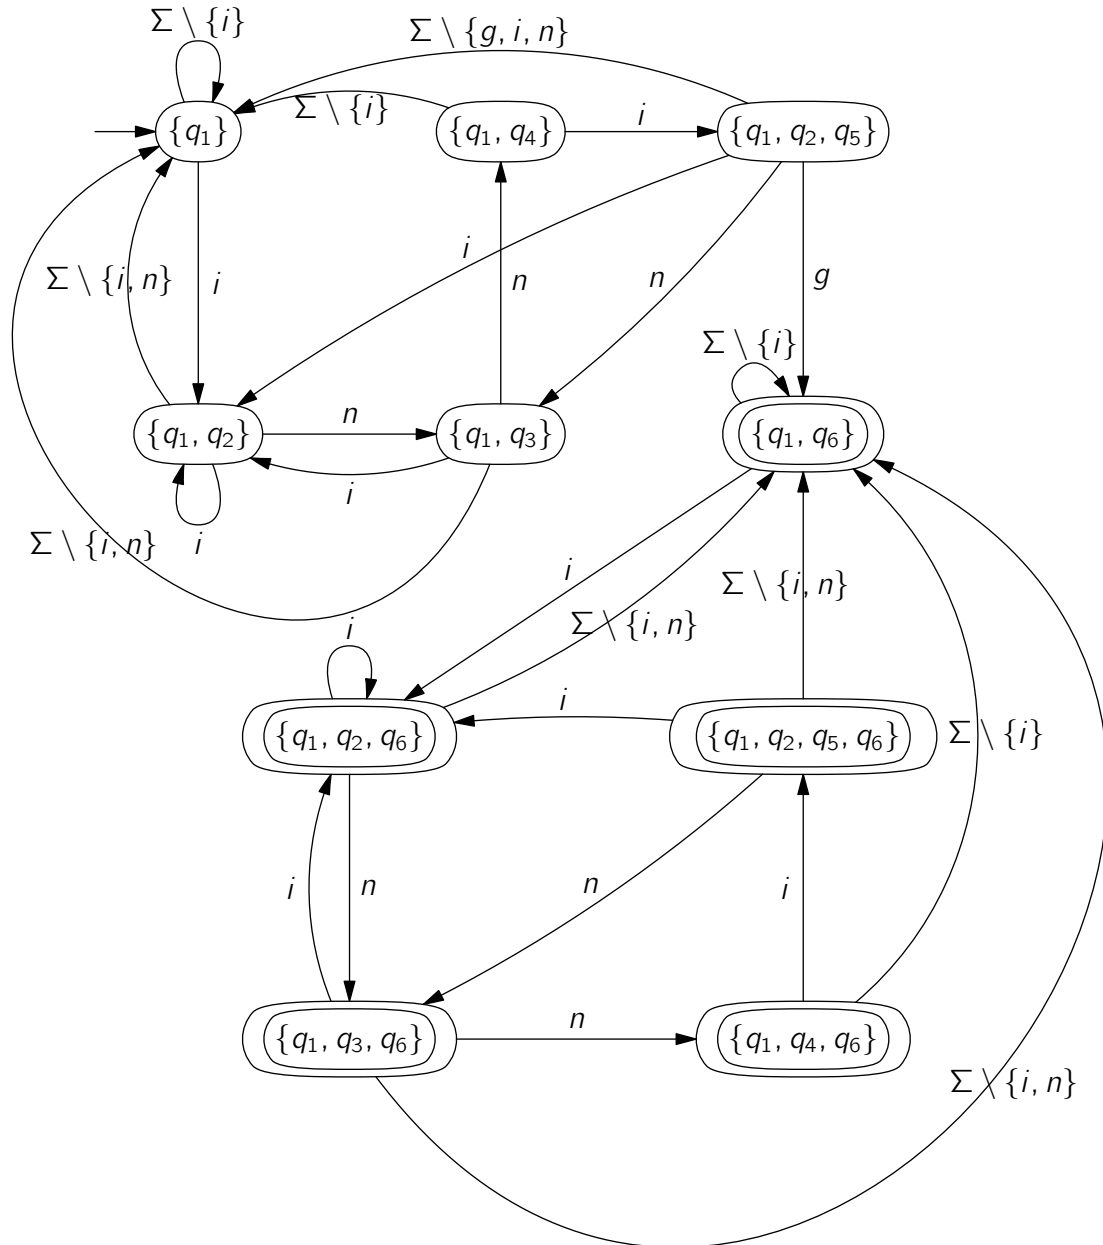 Σ \ {i}
Σ \ {g, i, n}
Σ \ {i}
i
{q₁}
{q₁, q₄}
{q₁, q₂, q₅}
Σ \ {i, n}
i
n
i
n
g
Σ \ {i}
{q₁, q₂}
n
{q₁, q₃}
{q₁, q₆}
i
i
Σ \ {i, n}
i
Σ \ {i, n}
i
Σ \ {i, n}
i
{q₁, q₂, q₆}
{q₁, q₂, q₅, q₆}
Σ \ {i}
i
n
n
i
{q₁, q₃, q₆}
n
{q₁, q₄, q₆}
Σ \ {i, n}